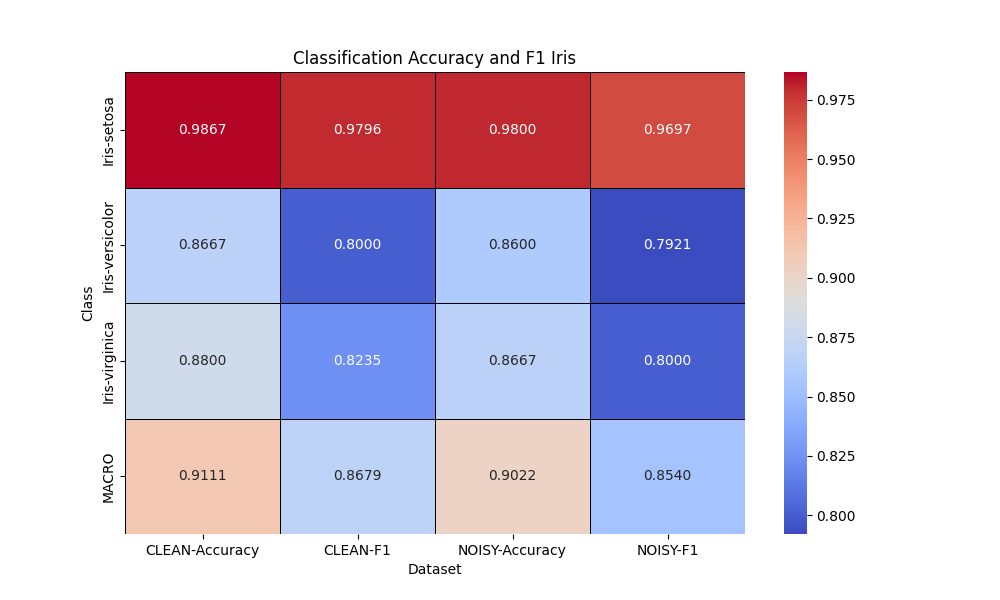 Classification Accuracy and F1 Iris
Class
Iris-setosa
0.9867 0.9796 0.9800 0.9697
Iris-versicolor
0.8667 0.8000 0.8600 0.7921
Iris-virginica
0.8800 0.8235 0.8667 0.8000
MACRO
0.9111 0.8679 0.9022 0.8540
CLEAN-Accuracy CLEAN-F1 NOISY-Accuracy NOISY-F1
Dataset
0.975
0.950
0.925
0.900
0.875
0.850
0.825
0.800